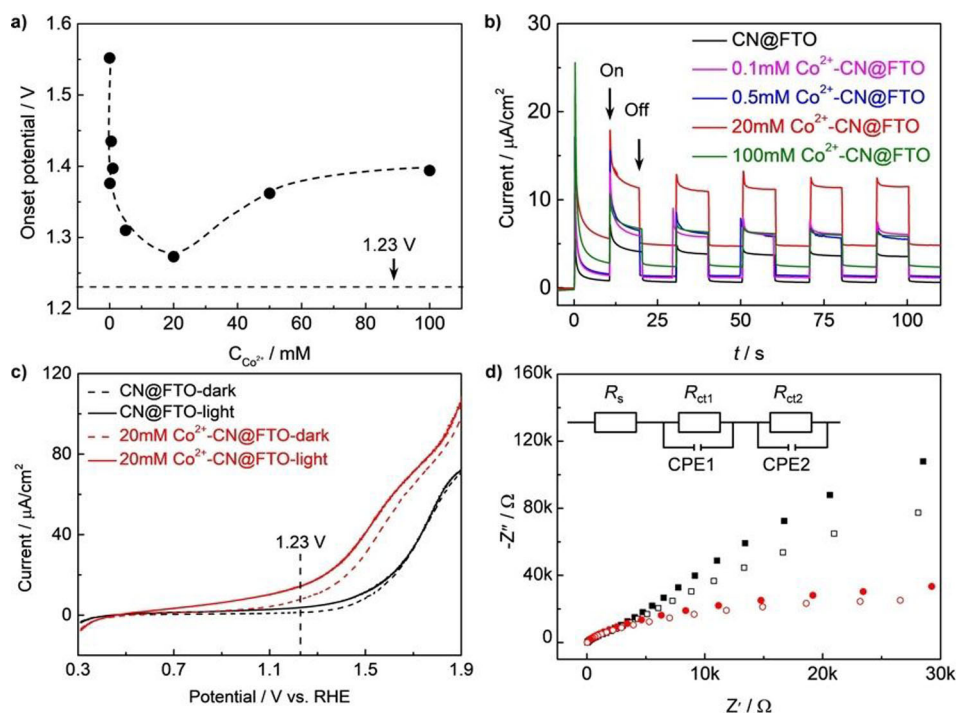 a)
Onset potential / V
1.6
1.5
1.4
1.3
1.2
1.23 V
0
20
40
60
80
100
C Co²⁺ / mM
b)
Current / μA/cm²
30
25
20
15
10
5
0
On
Off
CN@FTO
0.1mM Co²⁺-CN@FTO
0.5mM Co²⁺-CN@FTO
20mM Co²⁺-CN@FTO
100mM Co²⁺-CN@FTO
0
25
50
75
100
t / s
c)
Current / μA/cm²
120
80
40
0
CN@FTO-dark
CN@FTO-light
20mM Co²⁺-CN@FTO-dark
20mM Co²⁺-CN@FTO-light
1.23 V
0.3
0.7
1.1
1.5
1.9
Potential / V vs. RHE
d)
-Z″ / Ω
160k
120k
80k
40k
0
Rs
Rct1
Rct2
CPE1
CPE2
0
10k
20k
30k
Z′ / Ω